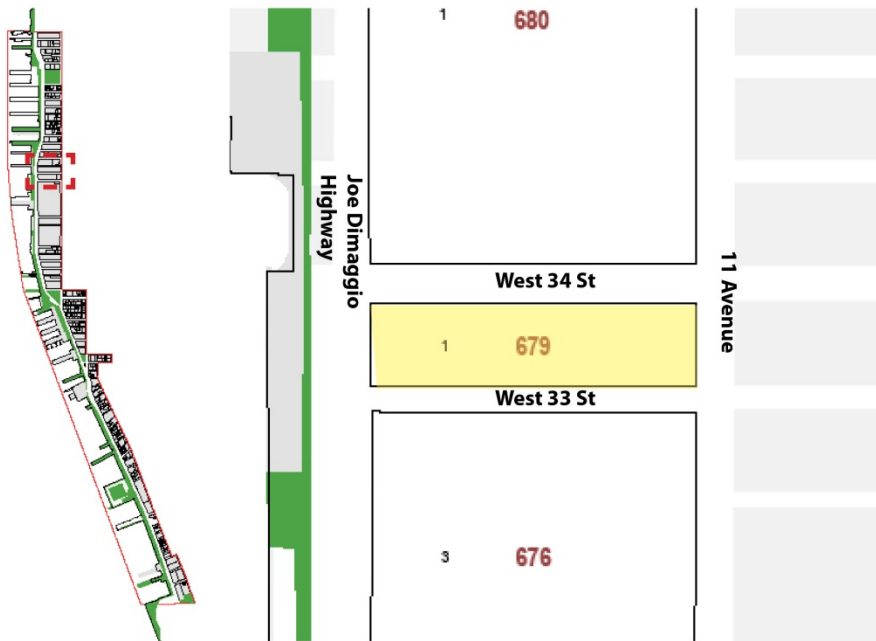 1 680
Joe Dimaggio
Highway
West 34 St
11 Avenue
1 679
West 33 St
3 676